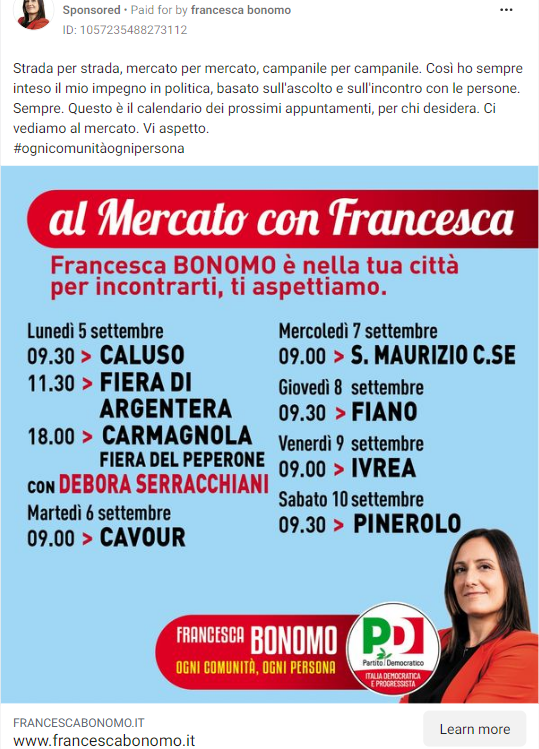 Sponsored • Paid for by francesca bonomo
ID: 1057235488273112
Strada per strada, mercato per mercato, campanile per campanile. Così ho sempre
inteso il mio impegno in politica, basato sull'ascolto e sull'incontro con le persone.
Sempre. Questo è il calendario dei prossimi appuntamenti, per chi desidera. Ci
vediamo al mercato. Vi aspetto.
#ognicomunitàognipersona
al Mercato con Francesca
Francesca BONOMO è nella tua città
per incontrarti, ti aspettiamo.
Lunedì 5 settembre
09.30 > CALUSO
11.30 > FIERA DI
ARGENTERA
18.00 > CARMAGNOLA
FIERA DEL PEPERONE
CON DEBORA SERRACCHIANI
Martedì 6 settembre
09.00 > CAVOUR
Mercoledì 7 settembre
09.00 > S. MAURIZIO C.SE
Giovedì 8 settembre
09.30 > FIANO
Venerdì 9 settembre
09.00 > IVREA
Sabato 10 settembre
09.30 > PINEROLO
FRANCESCA BONOMO
OGNI COMUNITÀ, OGNI PERSONA
PD
Partito Democratico
ITALIA DEMOCRATICA
E PROGRESSISTA
FRANCESCABONOMO.IT
www.francescabonomo.it
Learn more